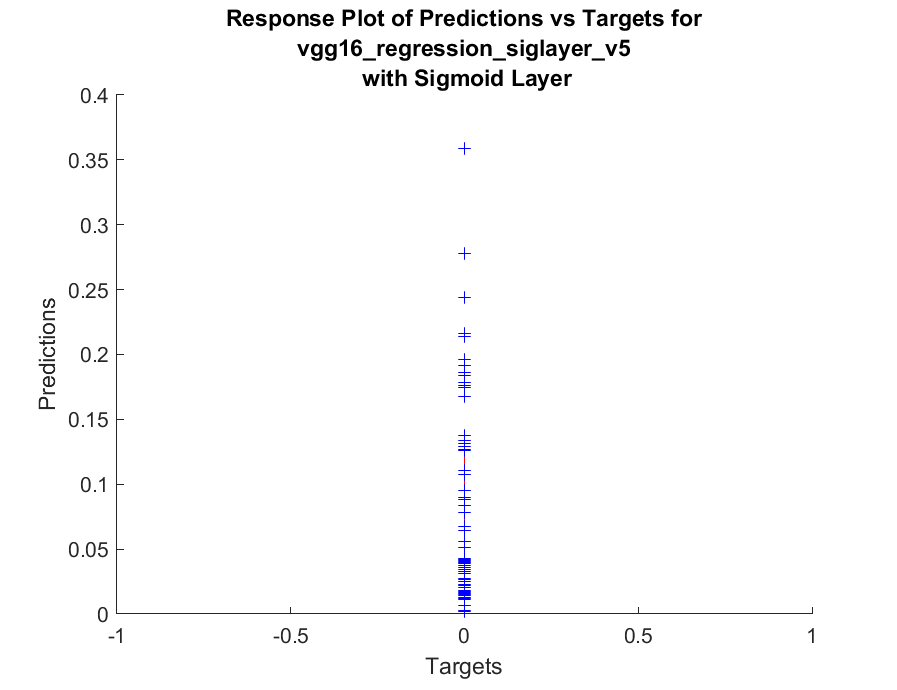 Response Plot of Predictions vs Targets for
vgg16_regression_siglayer_v5
with Sigmoid Layer
0.4
0.35
0.3
0.25
0.2
0.15
0.1
0.05
0
Predictions
-1
-0.5
0
0.5
1
Targets